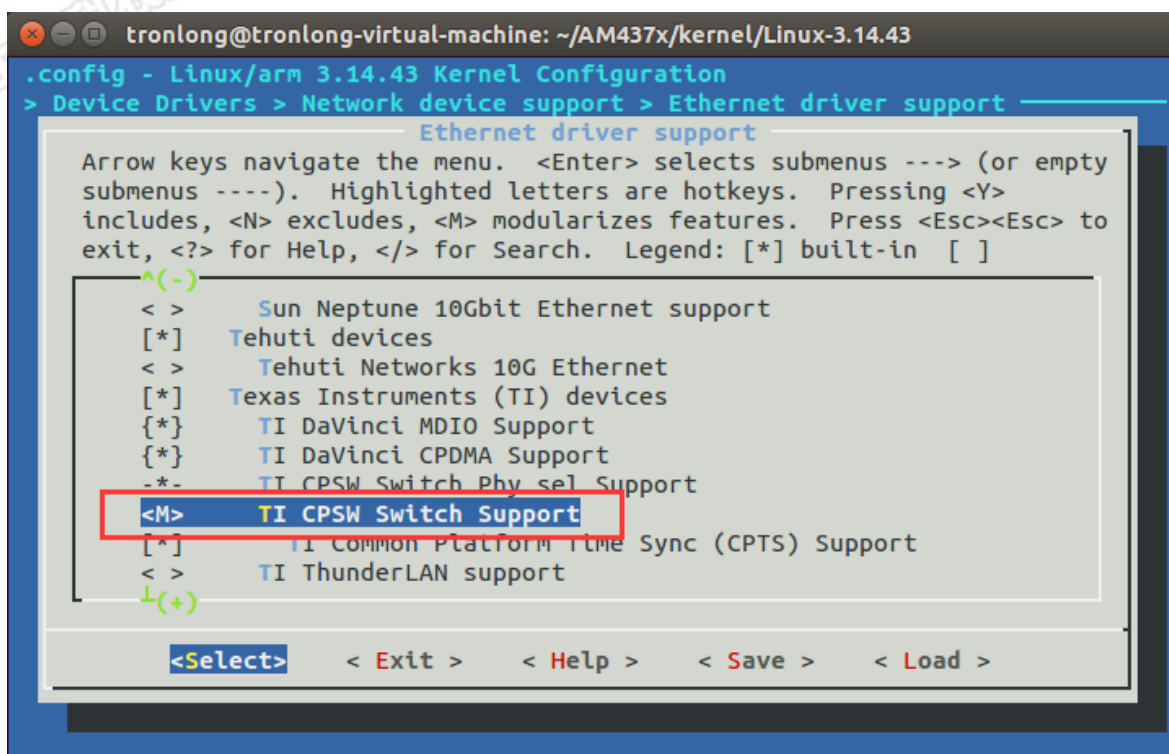 tronlong@tronlong-virtual-machine: ~/AM437x/kernel/Linux-3.14.43
.config - Linux/arm 3.14.43 Kernel Configuration
> Device Drivers > Network device support > Ethernet driver support
Ethernet driver support
Arrow keys navigate the menu.  <Enter> selects submenus ---> (or empty
submenus ----).  Highlighted letters are hotkeys.  Pressing <Y>
includes, <N> excludes, <M> modularizes features.  Press <Esc><Esc> to
exit, <?> for Help, </> for Search.  Legend: [*] built-in  [ ]
^(-)
< >     Sun Neptune 10Gbit Ethernet support
[*]   Tehuti devices
< >     Tehuti Networks 10G Ethernet
[*]   Texas Instruments (TI) devices
{*}     TI DaVinci MDIO Support
{*}     TI DaVinci CPDMA Support
-*-     TI CPSW Switch Phy sel Support
<M>     TI CPSW Switch Support
[*]       TI Common Platform Time Sync (CPTS) Support
< >     TI ThunderLAN support
┴(+)
<Select>    < Exit >    < Help >    < Save >    < Load >